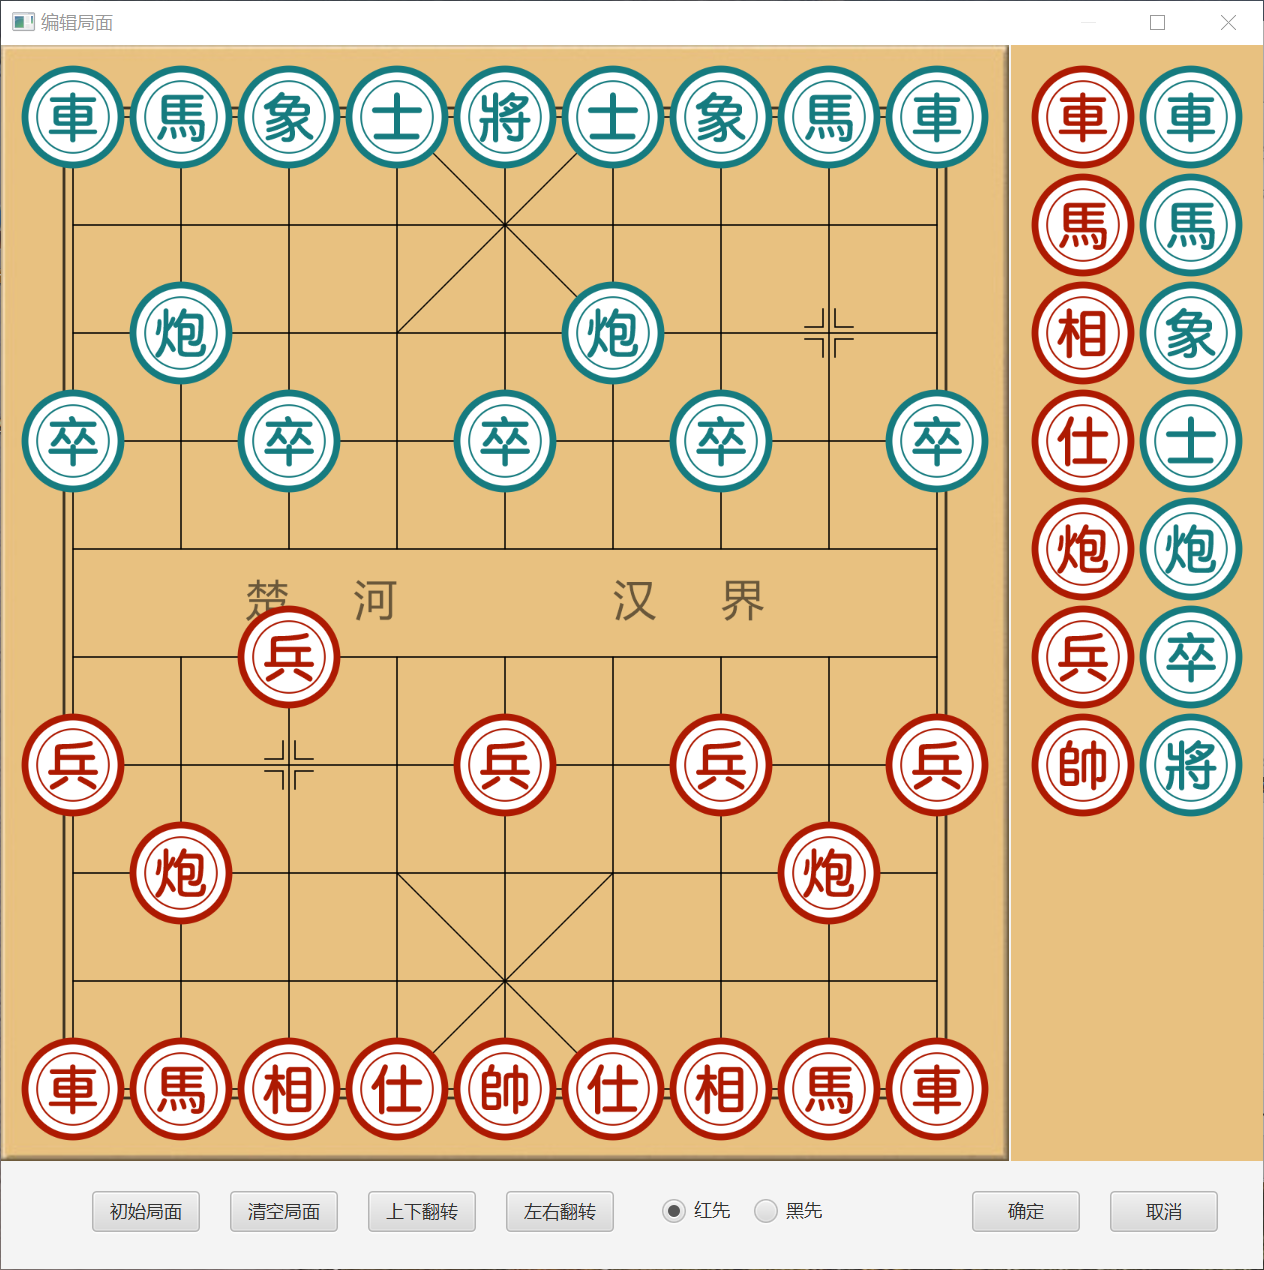 编辑局面
車 馬 象 士 將 士 象 馬 車 車 車
馬 馬
炮 炮 相 象
卒 卒 卒 卒 卒 仕 士
炮 炮
楚 河 汉 界
兵 兵 卒
兵 兵 兵 兵 帥 將
炮 炮
車 馬 相 仕 帥 仕 相 馬 車
初始局面 清空局面 上下翻转 左右翻转 红先 黑先 确定 取消